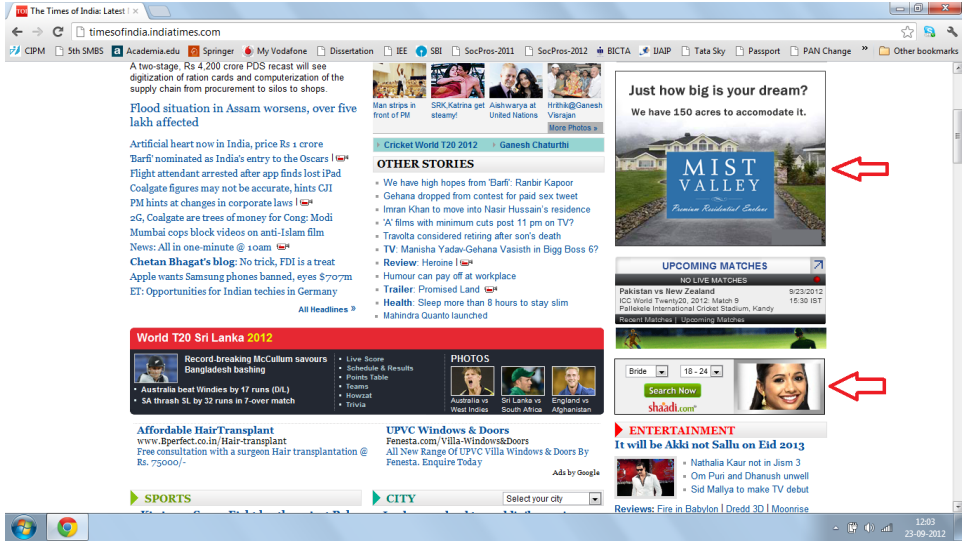 The Times of India: Latest
timesofindia.indiatimes.com
CIPM
5th SMBS
Academia.edu
Springer
My Vodafone
Dissertation
IEE
SBI
SocPros-2011
SocPros-2012
BICTA
IJAIP
Tata Sky
Passport
PAN Change
»
Other bookmarks
A two-stage, Rs 4,200 crore PDS recast will see
digitization of ration cards and computerization of the
supply chain from procurement to silos to shops.
Flood situation in Assam worsens, over five
lakh affected
Artificial heart now in India, price Rs 1 crore
'Barfi' nominated as India's entry to the Oscars |
Flight attendant arrested after app finds lost iPad
Coalgate figures may not be accurate, hints CJI
PM hints at changes in corporate laws |
2G, Coalgate are trees of money for Cong: Modi
Mumbai cops block videos on anti-Islam film
News: All in one-minute @ 10am
Chetan Bhagat's blog: No trick, FDI is a treat
Apple wants Samsung phones banned, eyes $707m
ET: Opportunities for Indian techies in Germany
All Headlines »
Man strips in
front of PM
SRK,Katrina get
steamy!
Aishwarya at
United Nations
Hrithik@Ganesh
Visrajan
More Photos »
Cricket World T20 2012
Ganesh Chaturthi
OTHER STORIES
We have high hopes from 'Barfi': Ranbir Kapoor
Gehana dropped from contest for paid sex tweet
Imran Khan to move into Nasir Hussain's residence
'A' films with minimum cuts post 11 pm on TV?
Travolta considered retiring after son's death
TV: Manisha Yadav-Gehana Vasisth in Bigg Boss 6?
Review: Heroine |
Humour can pay off at workplace
Trailer: Promised Land
Health: Sleep more than 8 hours to stay slim
Mahindra Quanto launched
Just how big is your dream?
We have 150 acres to accomodate it.
MIST
VALLEY
Premium Residential Enclave
UPCOMING MATCHES
NO LIVE MATCHES
Pakistan vs New Zealand 9/23/2012
ICC World Twenty20, 2012: Match 9 15:30 IST
Pallekele International Cricket Stadium, Kandy
Recent Matches | Upcoming Matches
World T20 Sri Lanka 2012
Record-breaking McCullum savours
Bangladesh bashing
Australia beat Windies by 17 runs (D/L)
SA thrash SL by 32 runs in 7-over match
Live Score
Schedule & Results
Points Table
Teams
Howzat
Trivia
PHOTOS
Australia vs
West Indies
Sri Lanka vs
South Africa
England vs
Afghanistan
Bride
18 - 24
Search Now
shaadi.com
Affordable HairTransplant
www.Bperfect.co.in/Hair-transplant
Free consultation with a surgeon Hair transplantation @
Rs. 75000/-
UPVC Windows & Doors
Fenesta.com/Villa-Windows&Doors
All New Range Of UPVC Villa Windows & Doors By
Fenesta. Enquire Today
Ads by Google
ENTERTAINMENT
It will be Akki not Sallu on Eid 2013
Nathalia Kaur not in Jism 3
Om Puri and Dhanush unwell
Sid Mallya to make TV debut
Reviews: Fire in Babylon | Dredd 3D | Moonrise
SPORTS
CITY
Select your city
12:03
23-09-2012